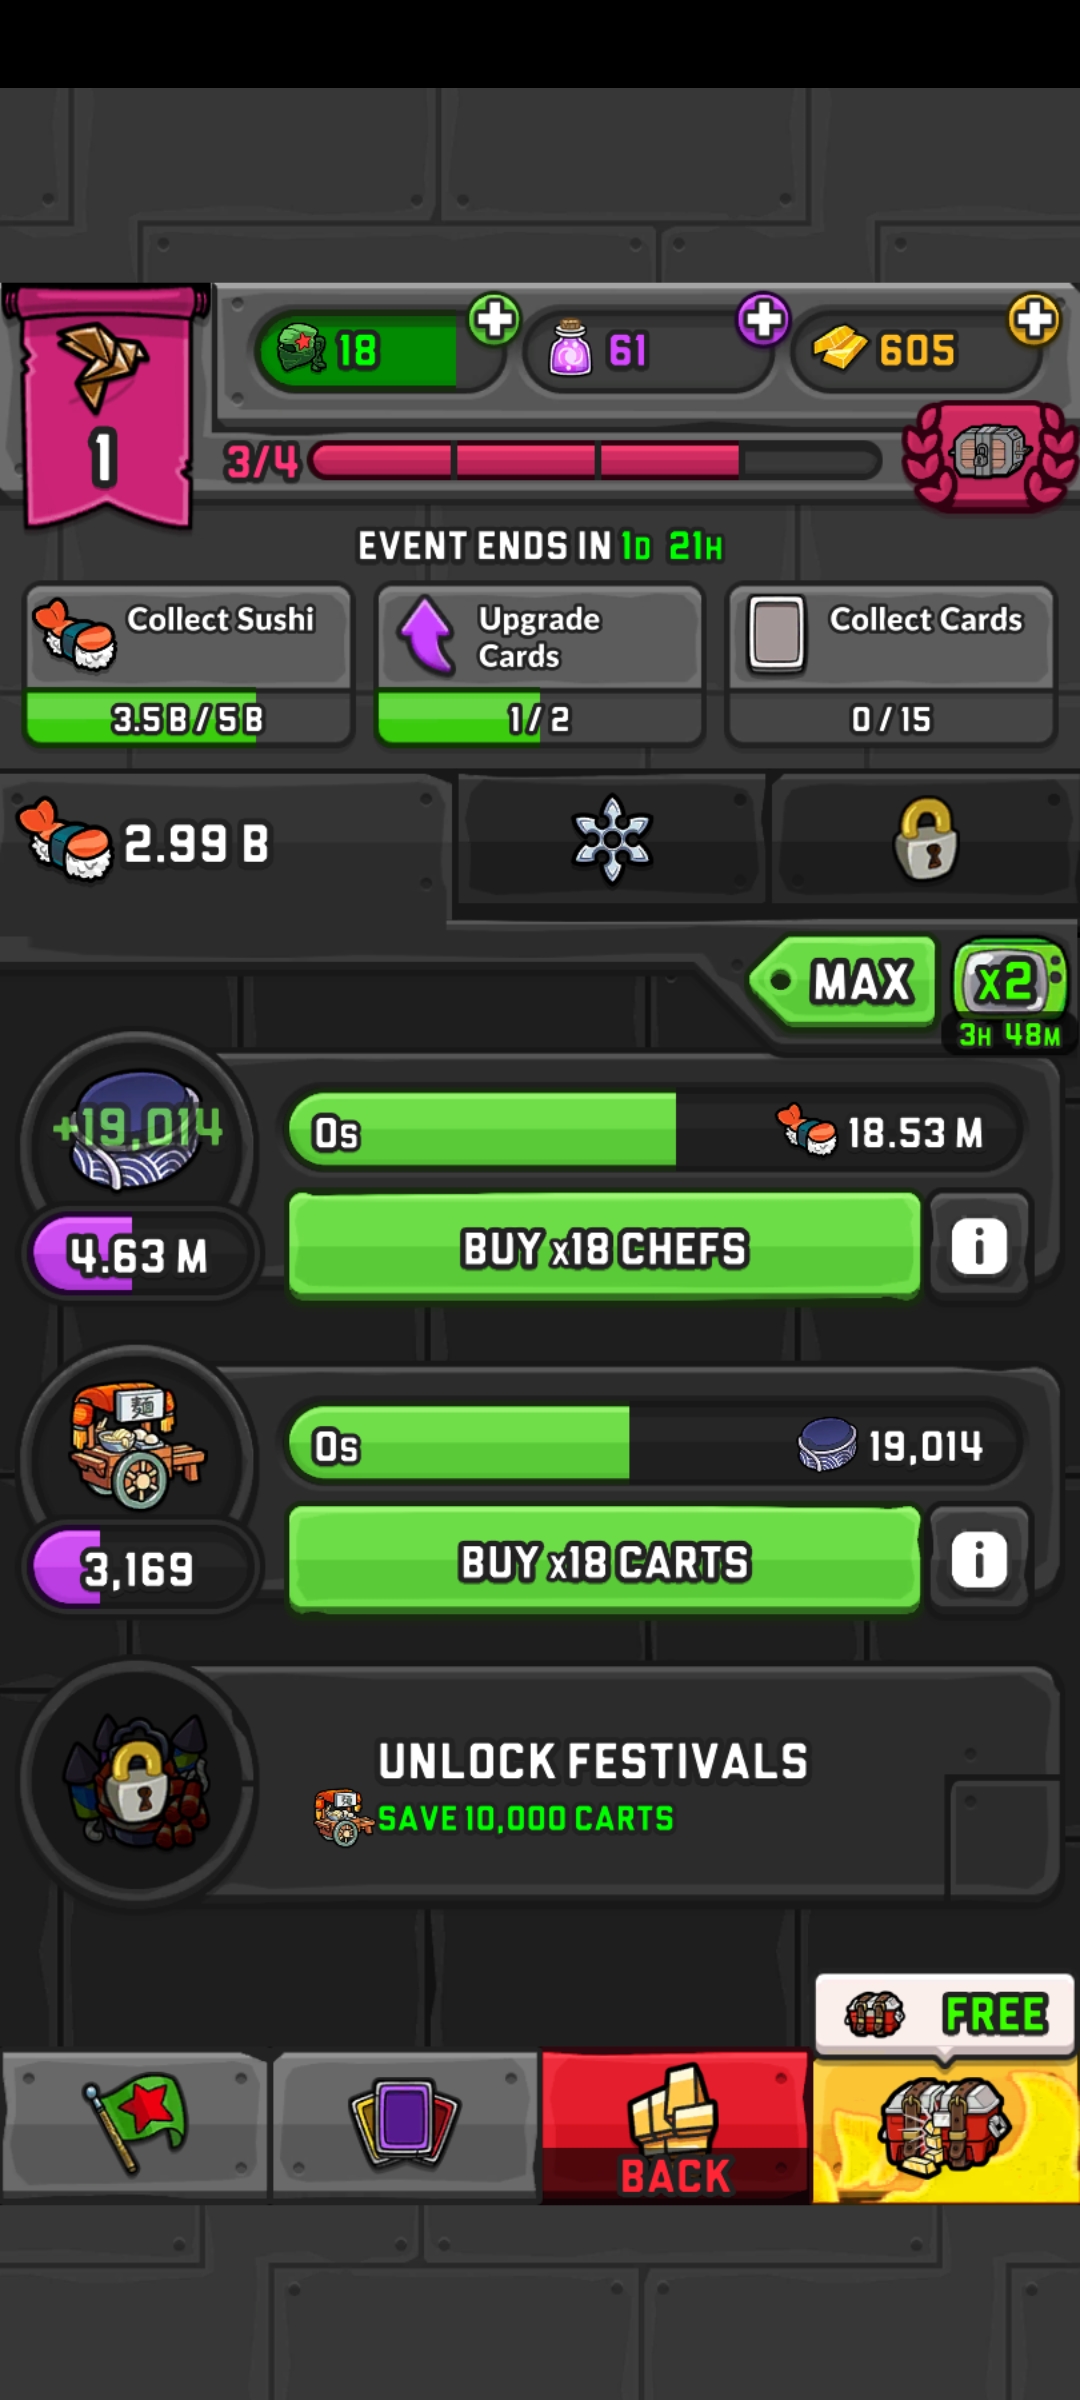 18
61
605
1
3/4
EVENT ENDS IN 1D 21H
Collect Sushi
3.5 B / 5 B
Upgrade
Cards
1 / 2
Collect Cards
0 / 15
2.99 B
MAX
x2
3H 48M
+19,014
4.63 M
0s
18.53 M
BUY x18 CHEFS
i
麺
3,169
0s
19,014
BUY x18 CARTS
i
UNLOCK FESTIVALS
SAVE 10,000 CARTS
FREE
BACK